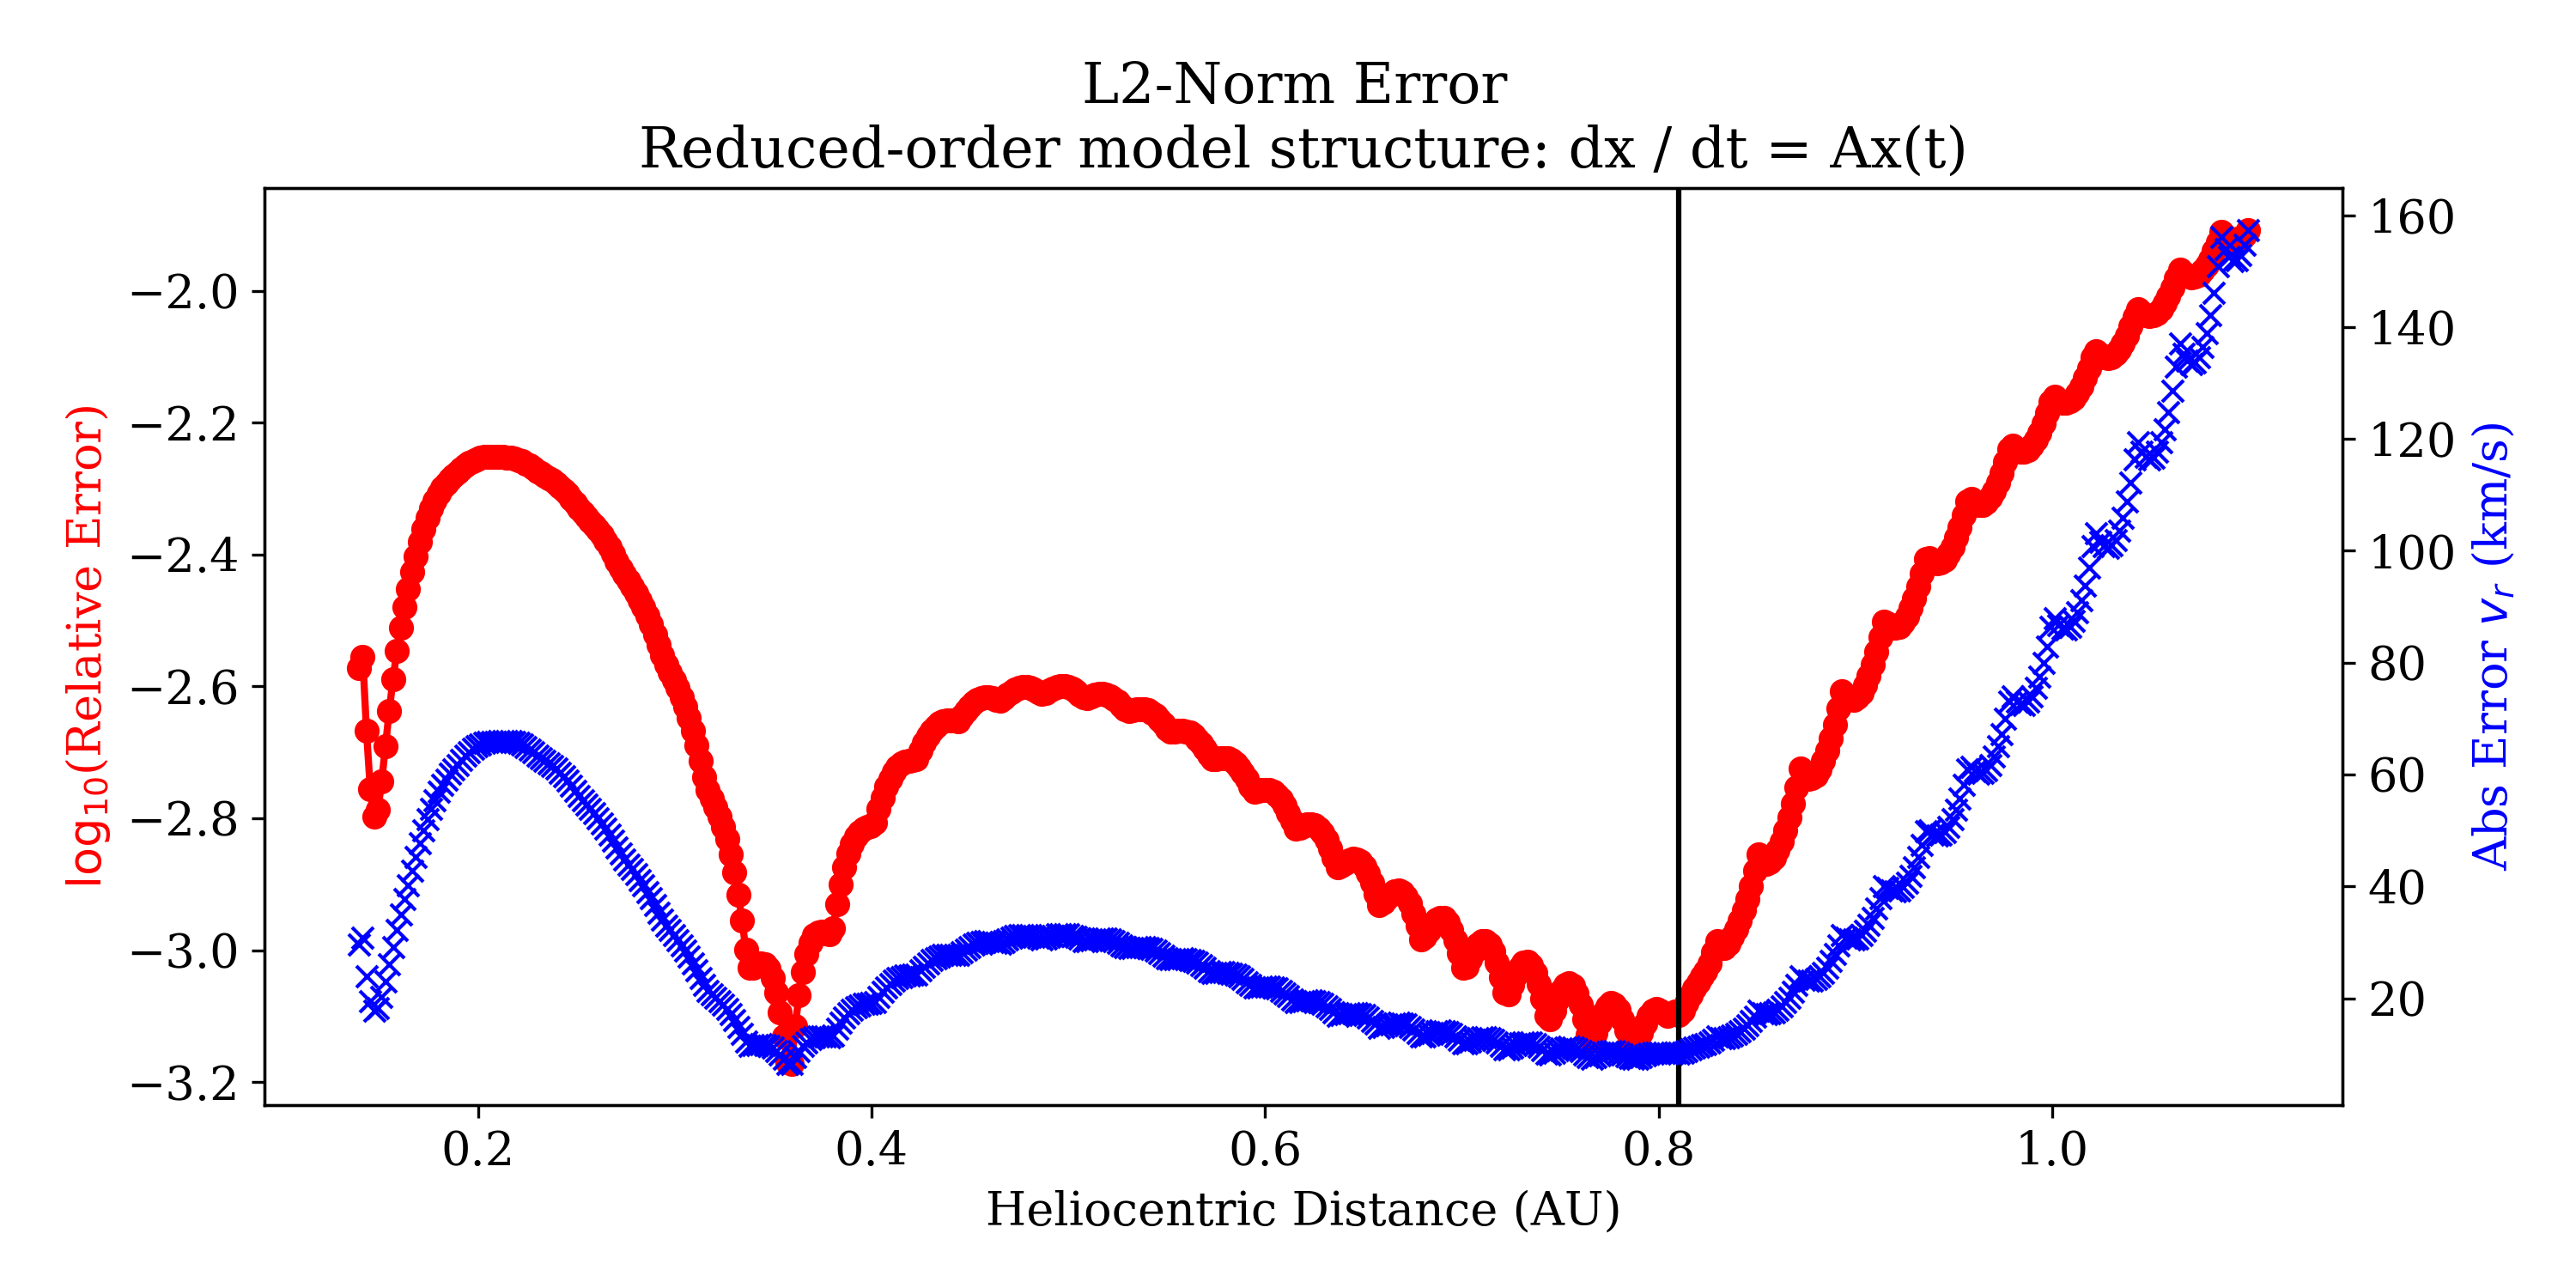 L2-Norm Error
Reduced-order model structure: dx / dt = Ax(t)
−2.0
−2.2
−2.4
−2.6
−2.8
−3.0
−3.2
log₁₀(Relative Error)
160
140
120
100
80
60
40
20
Abs Error vᵣ (km/s)
0.2 0.4 0.6 0.8 1.0
Heliocentric Distance (AU)